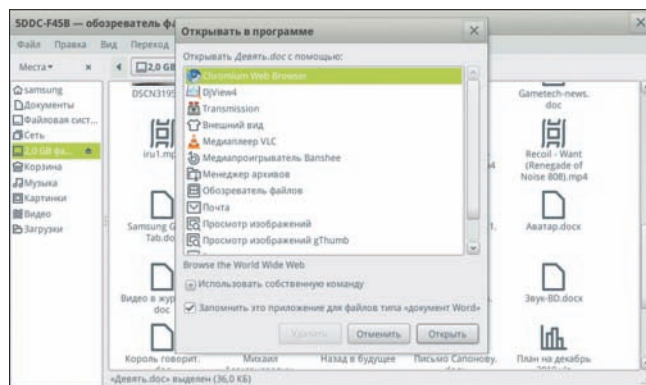 5DDC-F45B — обозреватель фа
Открывать в программе
Файл Правка Вид Переход
Открывать Девять.doc с помощью:
Места
2,0 GB
Chromium Web Browser
DjView4
Transmission
Внешний вид
Медиаплеер VLC
Медиапроигрыватель Banshee
Менеджер архивов
Обозреватель файлов
Почта
Просмотр изображений
Просмотр изображений gThumb
samsung
Документы
Файловая сист...
Сеть
2,0 GB фа...
Корзина
Музыка
Картинки
Видео
Загрузки
DSCN3195
Gametech-news.
doc
iru1.mp
Recoil - Want
(Renegade of
Noise 808).mp4
Samsung G
Tab.do
Аватар.docx
Browse the World Wide Web
Использовать собственную команду
Видео в жур
doc
Звук-BD.docx
Запомнить это приложение для файлов типа «документ Word»
Удалить Отменить Открыть
Король говорит.
Михаил
Назад в будущее
Письмо Сапонову.
План на декабрь
«Девять.doc» выделен (36,0 КБ)